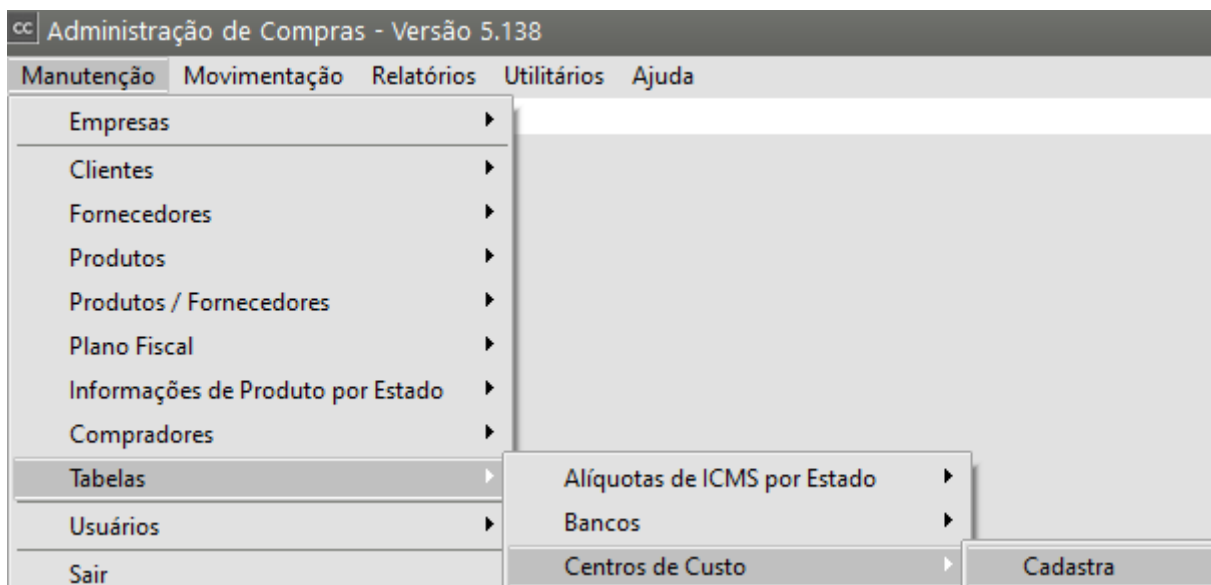 cc Administração de Compras - Versão 5.138
Manutenção Movimentação Relatórios Utilitários Ajuda
Empresas
Clientes
Fornecedores
Produtos
Produtos / Fornecedores
Plano Fiscal
Informações de Produto por Estado
Compradores
Tabelas
Alíquotas de ICMS por Estado
Usuários
Bancos
Sair
Centros de Custo
Cadastra